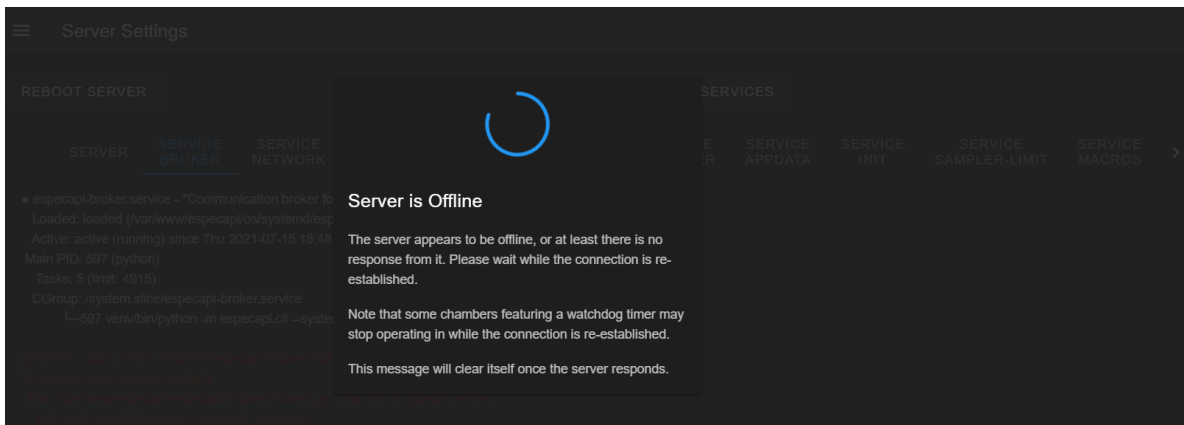 Server Settings
REBOOT SERVER
SERVICES
SERVER
SERVICE BROKER
SERVICE NETWORK
SERVICE APPDATA
SERVICE INIT
SERVICE SAMPLER-LIMIT
SERVICE MACROS
● especapi-broker.service - "Communication broker fo
Loaded: loaded (/var/www/especapi/os/systemd/esp
Active: active (running) since Thu 2021-07-15 18:48
Main PID: 597 (python)
Tasks: 5 (limit: 4915)
CGroup: /system.slice/especapi-broker.service
└─597 venv/bin/python -m especapi.cli --syste
Server is Offline
The server appears to be offline, or at least there is no
response from it. Please wait while the connection is re-
established.
Note that some chambers featuring a watchdog timer may
stop operating in while the connection is re-established.
This message will clear itself once the server responds.